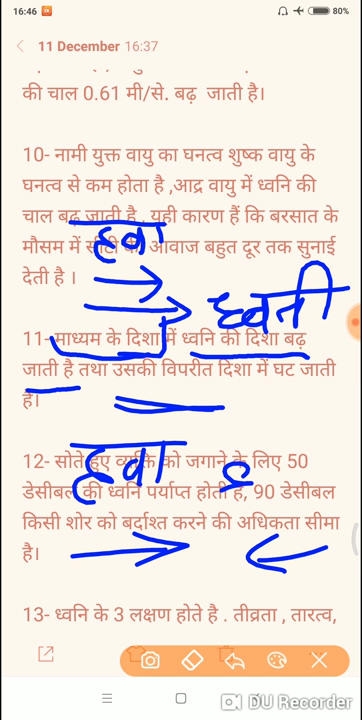 16:46
80%
11 December 16:37
की चाल 0.61 मी/से. बढ़ जाती है।
10- नामी युक्त वायु का घनत्व शुष्क वायु के
घनत्व से कम होता है ,आद्र वायु में ध्वनि की
चाल बढ़ जाती है , यही कारण हैं कि बरसात के
हवा
मौसम में सीटी की आवाज बहुत दूर तक सुनाई
देती है ।
ध्वनी
11- माध्यम के दिशा में ध्वनि की दिशा बढ़
जाती है तथा उसकी विपरीत दिशा में घट जाती
है।
हवा
12- सोते हुए व्यक्ति को जगाने के लिए 50
डेसीबल की ध्वनि पर्याप्त होती है, 90 डेसीबल
किसी शोर को बर्दाश्त करने की अधिकता सीमा
है।
13- ध्वनि के 3 लक्षण होते है . तीव्रता , तारत्व,
DU Recorder